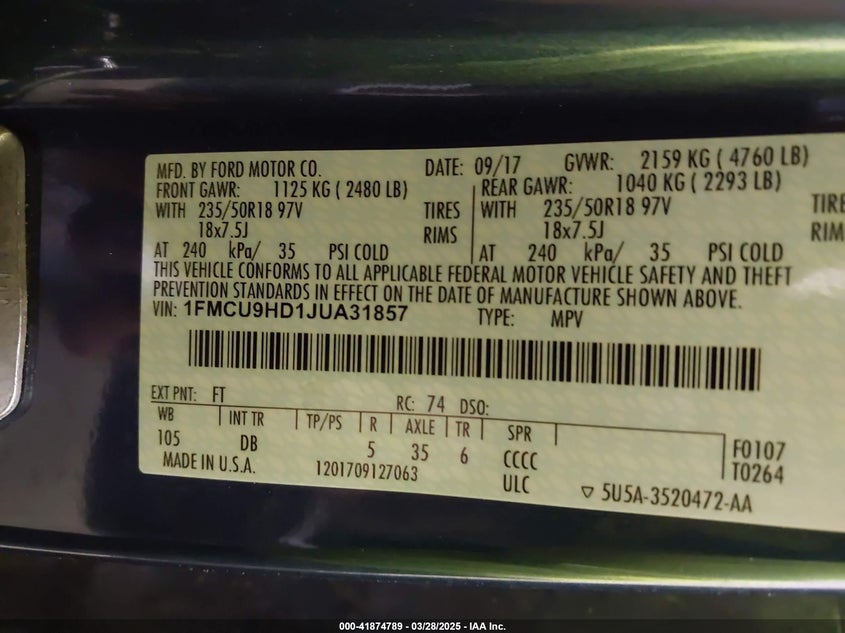 MFD. BY FORD MOTOR CO. DATE: 09/17 GVWR: 2159 KG ( 4760 LB)
FRONT GAWR: 1125 KG ( 2480 LB) REAR GAWR: 1040 KG ( 2293 LB)
WITH 235/50R18 97V TIRES WITH 235/50R18 97V TIRE
18x7.5J RIMS 18x7.5J RIM
AT 240 kPa/ 35 PSI COLD AT 240 kPa/ 35 PSI COLD
THIS VEHICLE CONFORMS TO ALL APPLICABLE FEDERAL MOTOR VEHICLE SAFETY AND THEFT
PREVENTION STANDARDS IN EFFECT ON THE DATE OF MANUFACTURE SHOWN ABOVE.
VIN: 1FMCU9HD1JUA31857 TYPE: MPV
EXT PNT: FT RC: 74 DSO:
WB INT TR TP/PS R AXLE TR SPR
105 DB 5 35 6 CCCC F0107
MADE IN U.S.A. 1201709127063 ULC T0264
▽ 5U5A-3520472-AA
000-41874789 - 03/28/2025 - IAA Inc.